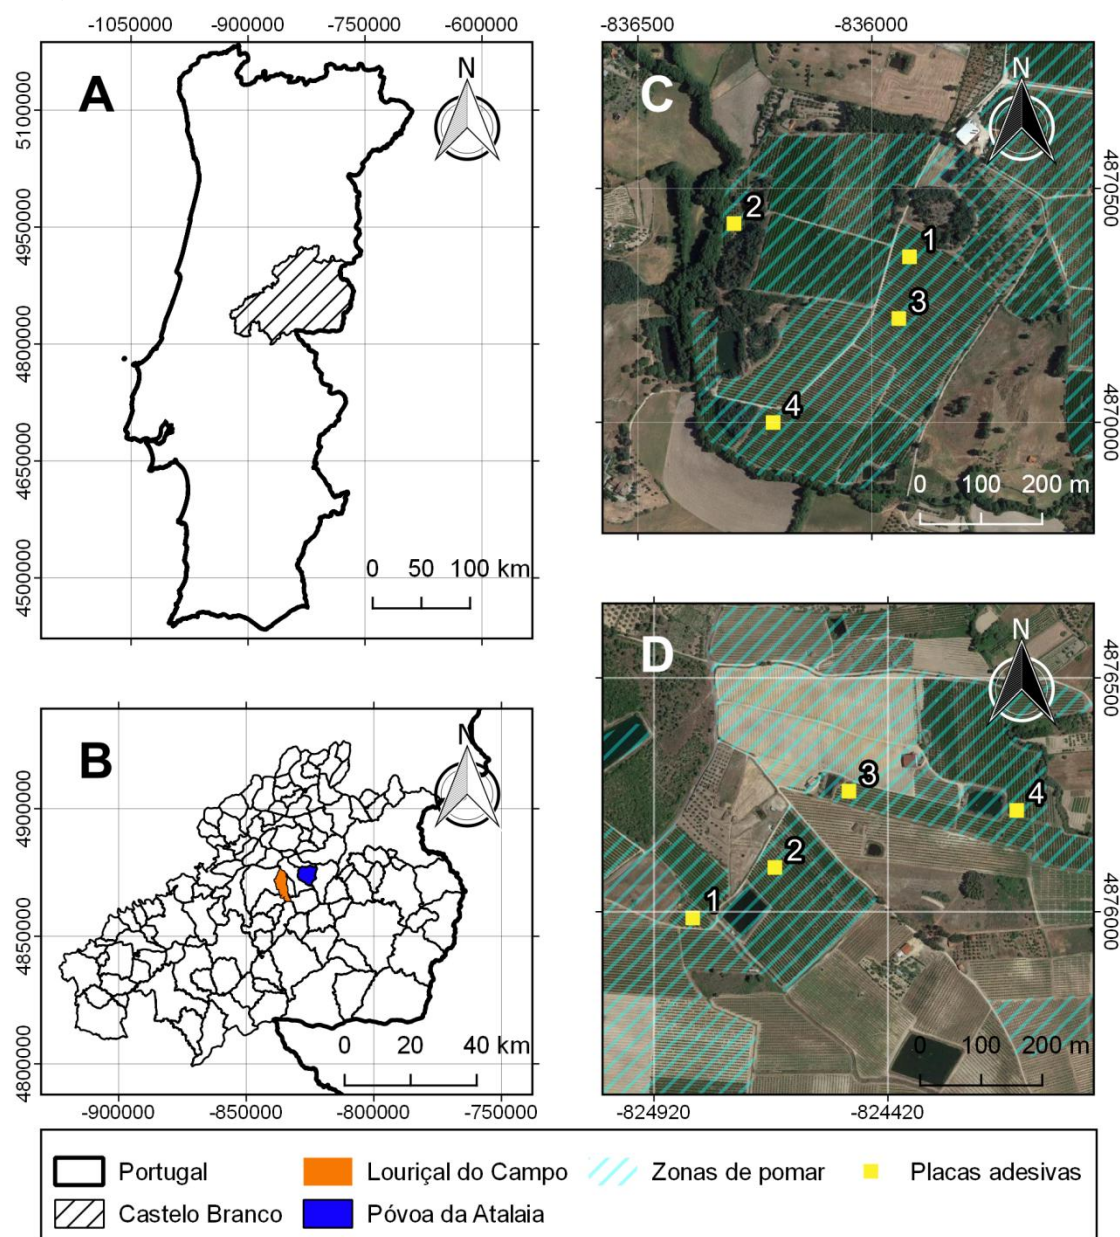 -1050000 -900000 -750000 -600000
A
N
5100000
4950000
4800000
4650000
4500000
0 50 100 km
-836500 -836000
C
N
2
1
3
4
4870500
4870000
0 100 200 m
B
N
4900000
4850000
4800000
0 20 40 km
-900000 -850000 -800000 -750000
D
N
3
4
2
1
4876500
4876000
0 100 200 m
-824920 -824420
Portugal
Louriçal do Campo
Zonas de pomar
Placas adesivas
Castelo Branco
Póvoa da Atalaia